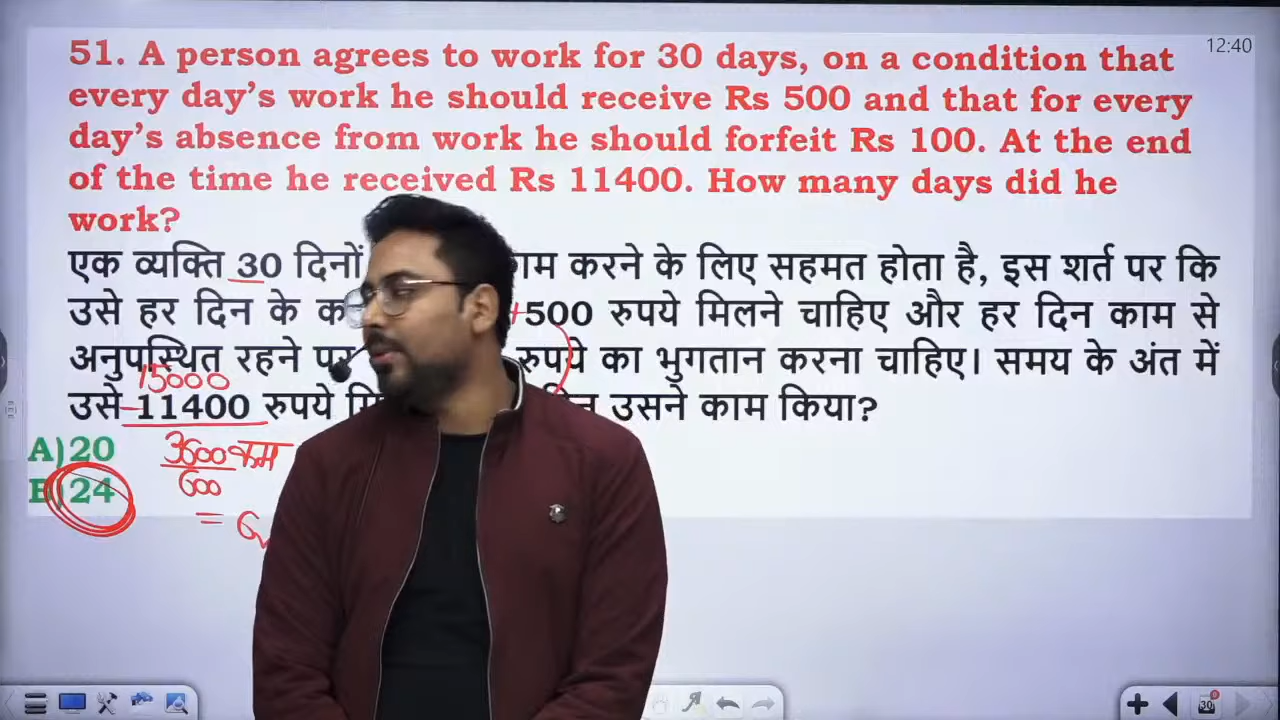 12:40
51. A person agrees to work for 30 days, on a condition that
every day's work he should receive Rs 500 and that for every
day's absence from work he should forfeit Rs 100. At the end
of the time he received Rs 11400. How many days did he
work?
एक व्यक्ति 30 दिनों काम करने के लिए सहमत होता है, इस शर्त पर कि
उसे हर दिन के +500 रुपये मिलने चाहिए और हर दिन काम से
अनुपस्थित रहने पर रुपये का भुगतान करना चाहिए। समय के अंत में
15000
उसे -11400 रुपये उसने काम किया?
A) 20
3600 कम
B) 24
600
= 6